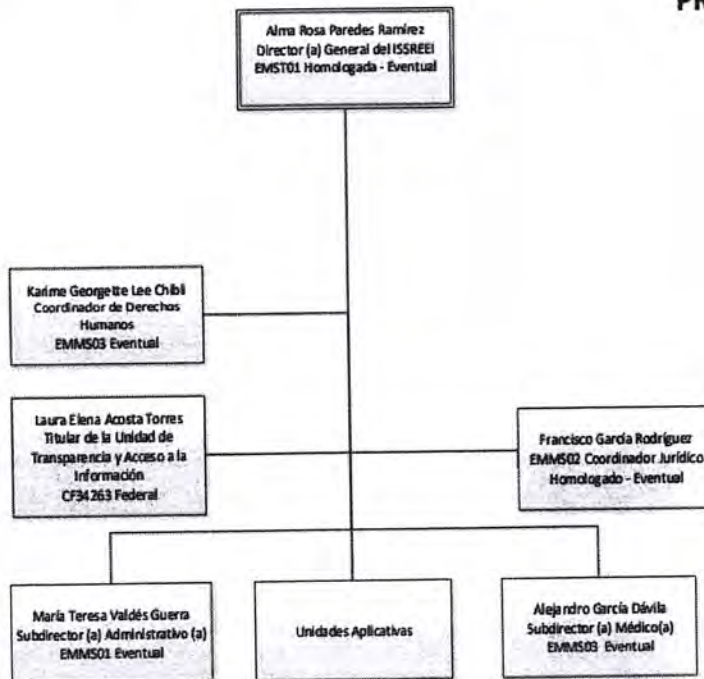 PR
Alma Rosa Paredes Ramírez
Director (a) General del ISSREEI
EMST01 Homologada - Eventual
Karime Georgette Lee Chibli
Coordinador de Derechos
Humanos
EMMS03 Eventual
Laura Elena Acosta Torres
Titular de la Unidad de
Transparencia y Acceso a la
Información
CF34263 Federal
Francisco García Rodríguez
EMMS02 Coordinador Jurídico
Homologado - Eventual
María Teresa Valdés Guerra
Subdirector (a) Administrativo (a)
EMMS01 Eventual
Unidades Aplicativas
Alejandro García Dávila
Subdirector (a) Médico(a)
EMMS03 Eventual